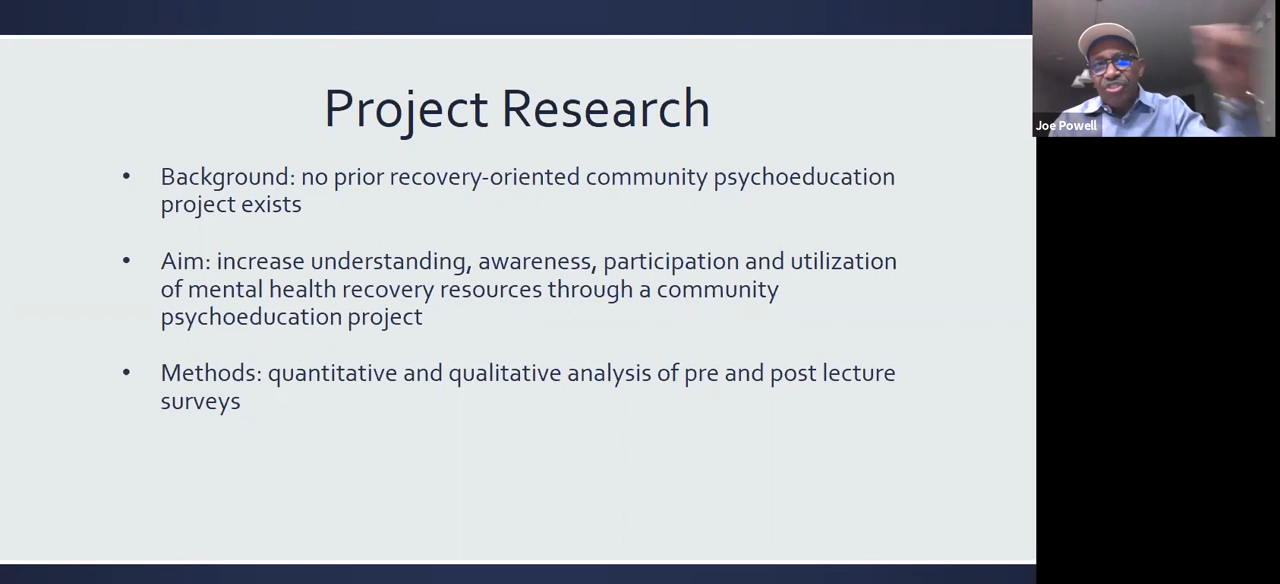 Project Research
• Background: no prior recovery-oriented community psychoeducation
project exists
• Aim: increase understanding, awareness, participation and utilization
of mental health recovery resources through a community
psychoeducation project
• Methods: quantitative and qualitative analysis of pre and post lecture
surveys
Joe Powell